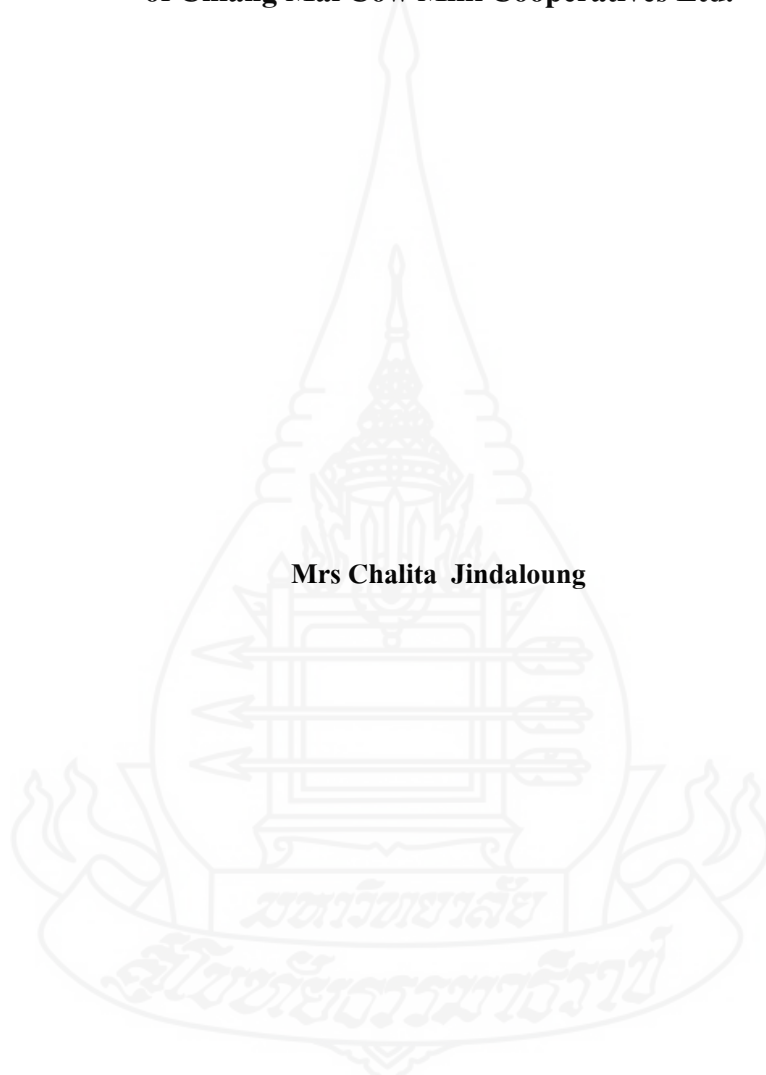 of Chiang Mai Cow Milk Cooperatives Ltd.
Mrs Chalita Jindaloung
มหาวิทยาลัย
สุโขทัยธรรมาธิราช